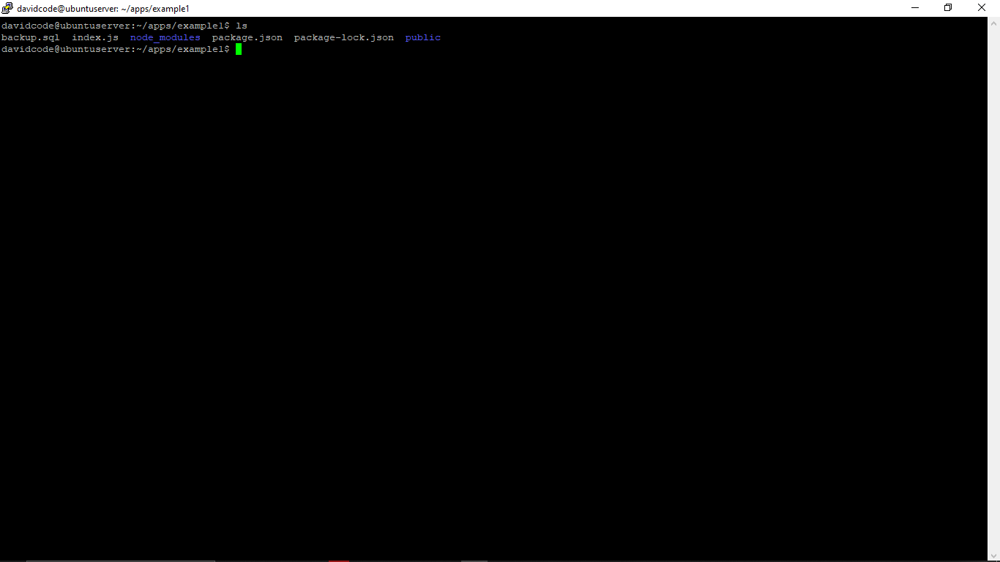 davidcode@ubuntuserver: ~/apps/example1
davidcode@ubuntuserver:~/apps/example1$ ls
backup.sql  index.js  node_modules  package.json  package-lock.json  public
davidcode@ubuntuserver:~/apps/example1$